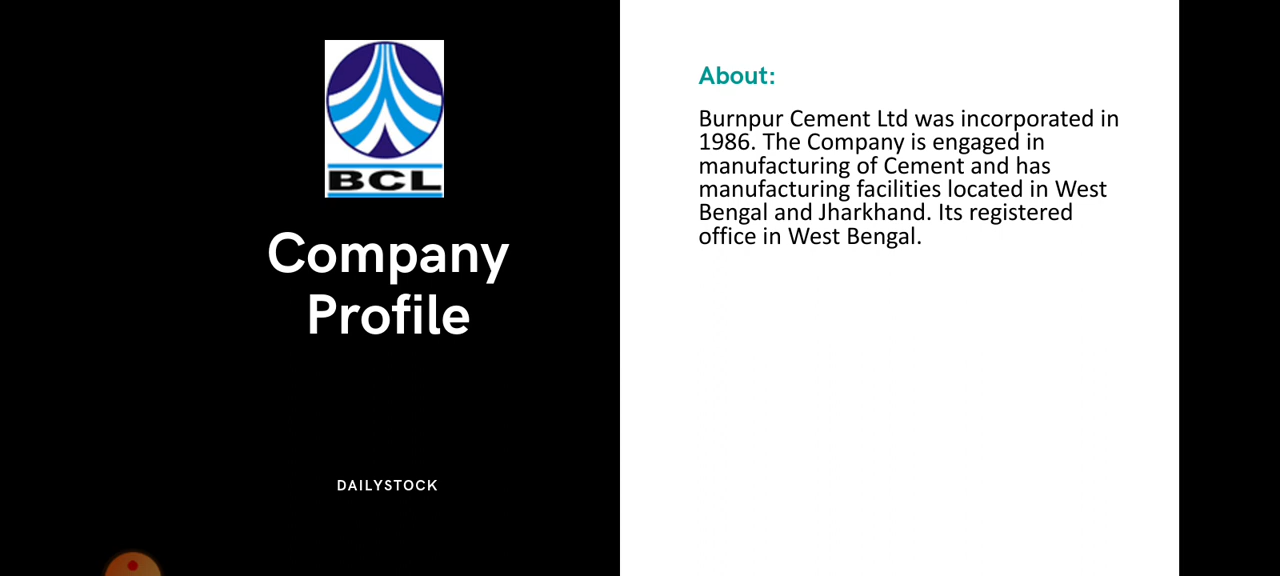 BCL
Company
Profile
DAILYSTOCK
About:
Burnpur Cement Ltd was incorporated in
1986. The Company is engaged in
manufacturing of Cement and has
manufacturing facilities located in West
Bengal and Jharkhand. Its registered
office in West Bengal.